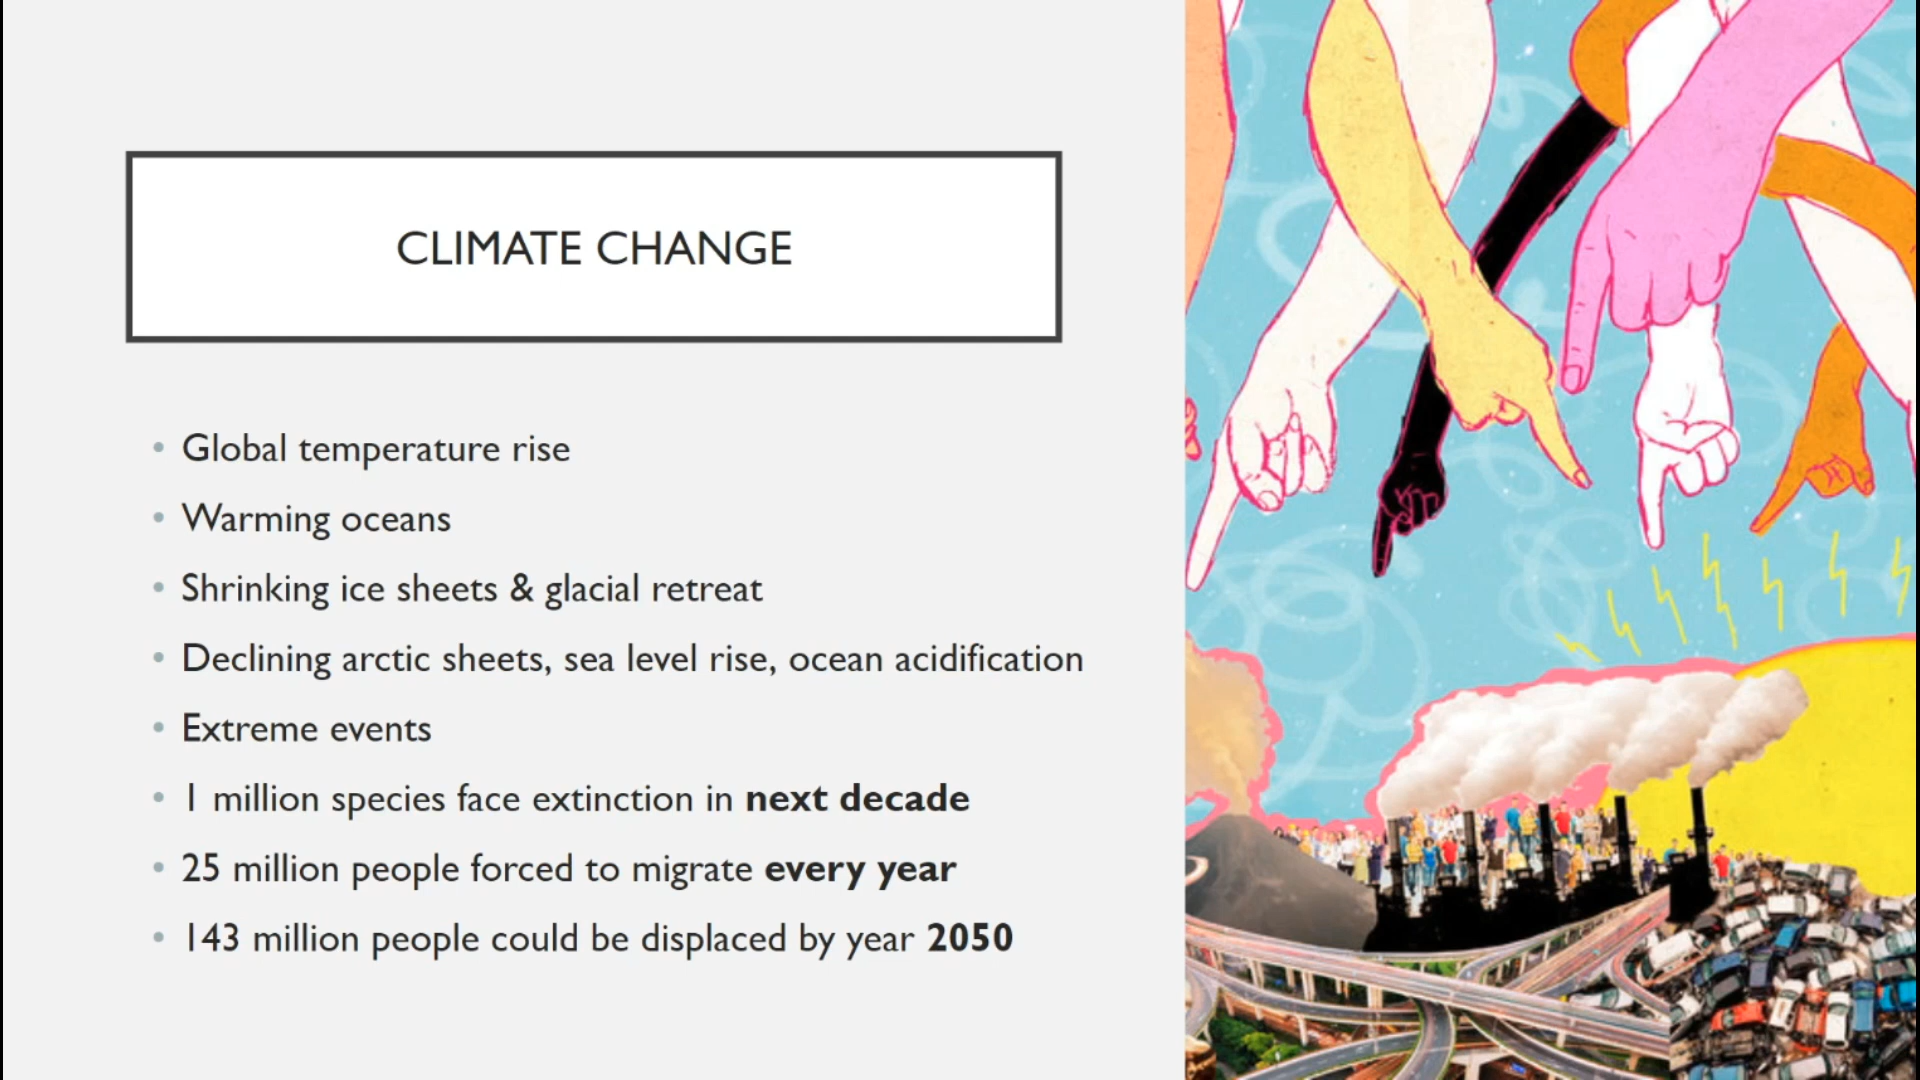 CLIMATE CHANGE
• Global temperature rise
• Warming oceans
• Shrinking ice sheets & glacial retreat
• Declining arctic sheets, sea level rise, ocean acidification
• Extreme events
• 1 million species face extinction in next decade
• 25 million people forced to migrate every year
• 143 million people could be displaced by year 2050